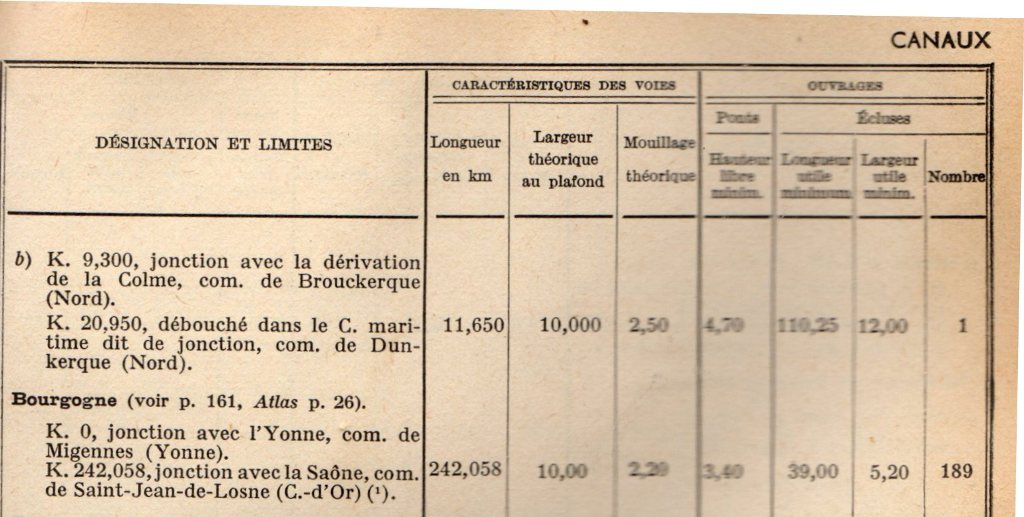 CANAUX
CARACTÉRISTIQUES DES VOIES OUVRAGES
Ponts Écluses
DÉSIGNATION ET LIMITES
Longueur en km
Largeur théorique au plafond
Mouillage théorique
Hauteur libre minim.
Longueur utile minimum
Largeur utile minim.
Nombre
b) K. 9,300, jonction avec la dérivation
de la Colme, com. de Brouckerque
(Nord).
K. 20,950, débouché dans le C. mari- 11,650 10,000 2,50 4,70 110,25 12,00 1
time dit de jonction, com. de Dun-
kerque (Nord).
Bourgogne (voir p. 161, Atlas p. 26).
K. 0, jonction avec l'Yonne, com. de
Migennes (Yonne).
K. 242,058, jonction avec la Saône, com. 242,058 10,00 2,20 3,40 39,00 5,20 189
de Saint-Jean-de-Losne (C.-d'Or) (¹).